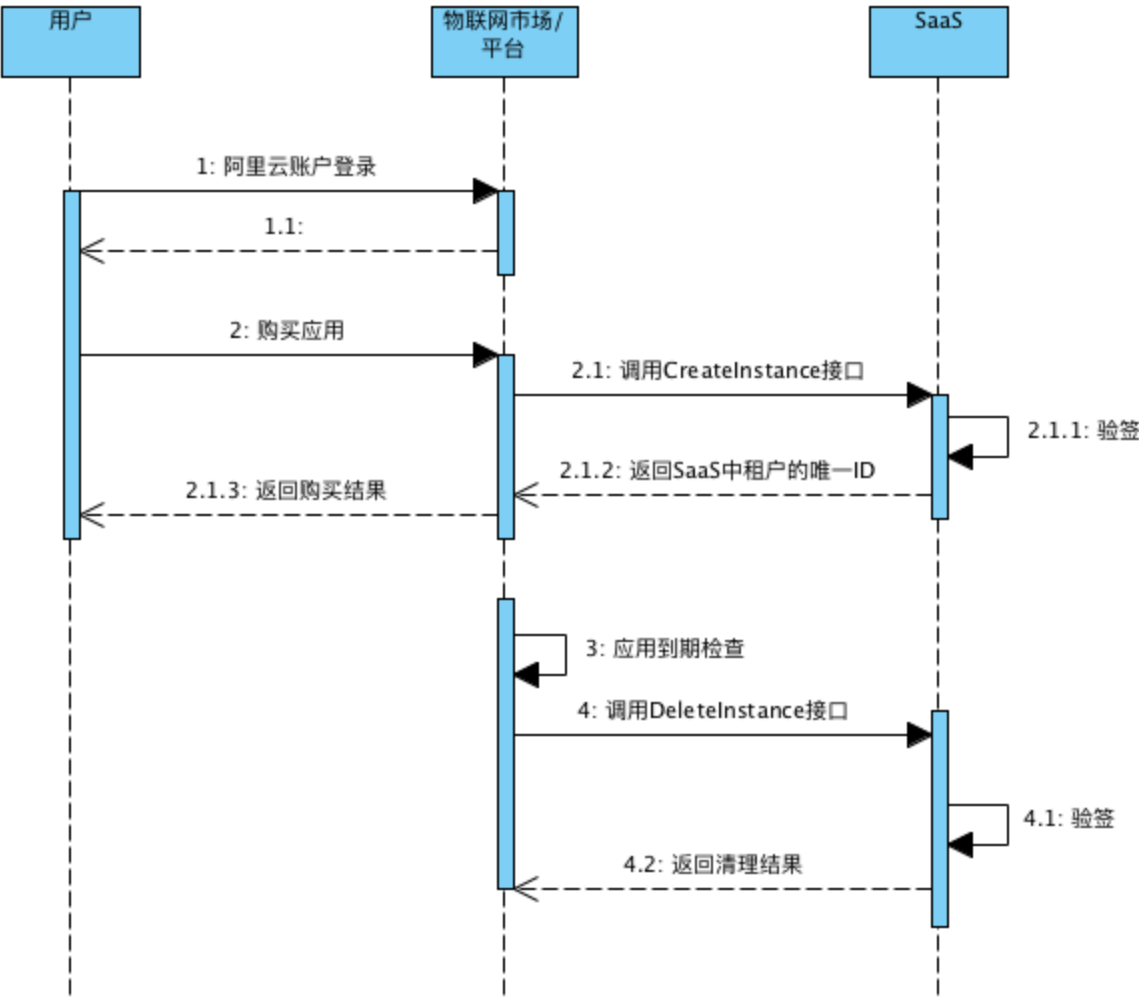 用户
物联网市场/
平台
SaaS
1: 阿里云账户登录
1.1:
2: 购买应用
2.1: 调用CreateInstance接口
2.1.1: 验签
2.1.2: 返回SaaS中租户的唯一ID
2.1.3: 返回购买结果
3: 应用到期检查
4: 调用DeleteInstance接口
4.1: 验签
4.2: 返回清理结果